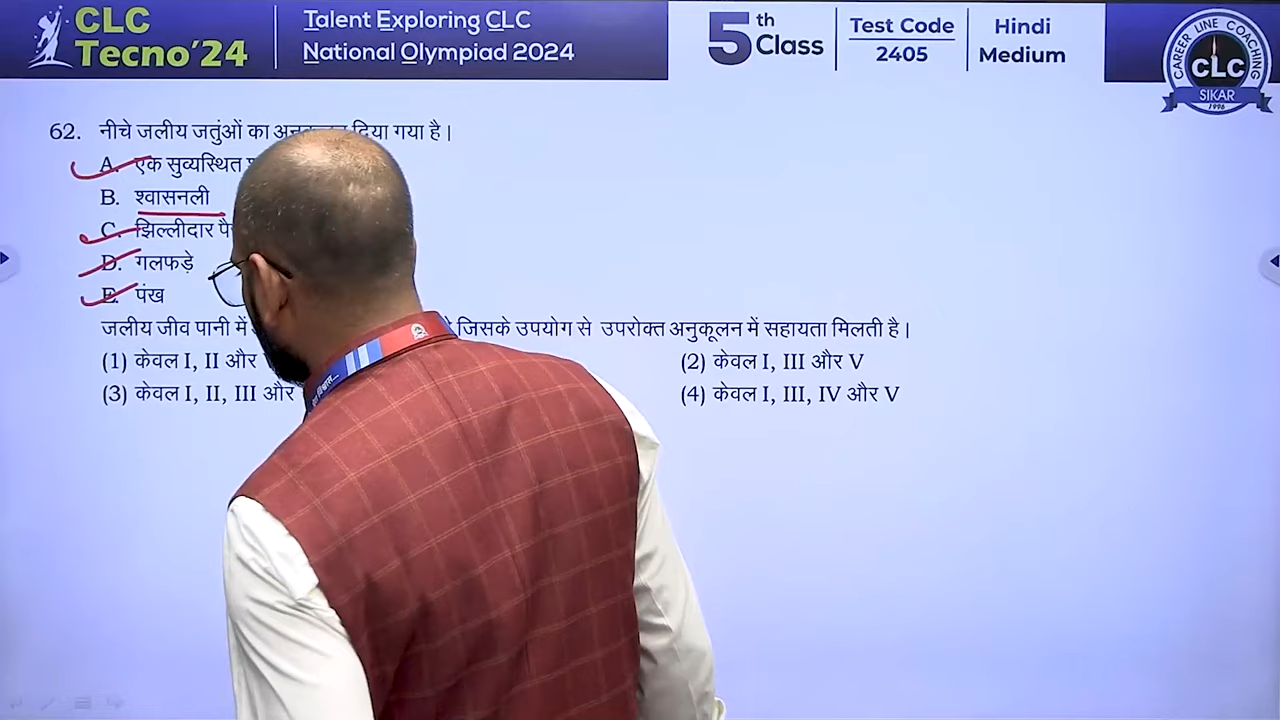 CLC
Tecno'24
Talent Exploring CLC
National Olympiad 2024
5th Class
Test Code
2405
Hindi
Medium
CAREER LINE COACHING
CLC
SIKAR
1996
62. नीचे जलीय जतुंओं का दिया गया है।
A. एक सुव्यस्थित
B. श्वासनली
C. झिल्लीदार
D. गलफड़े
E. पंख
जलीय जीव पानी में जिसके उपयोग से उपरोक्त अनुकूलन में सहायता मिलती है।
(1) केवल I, II और
(2) केवल I, III और V
(3) केवल I, II, III और
(4) केवल I, III, IV और V